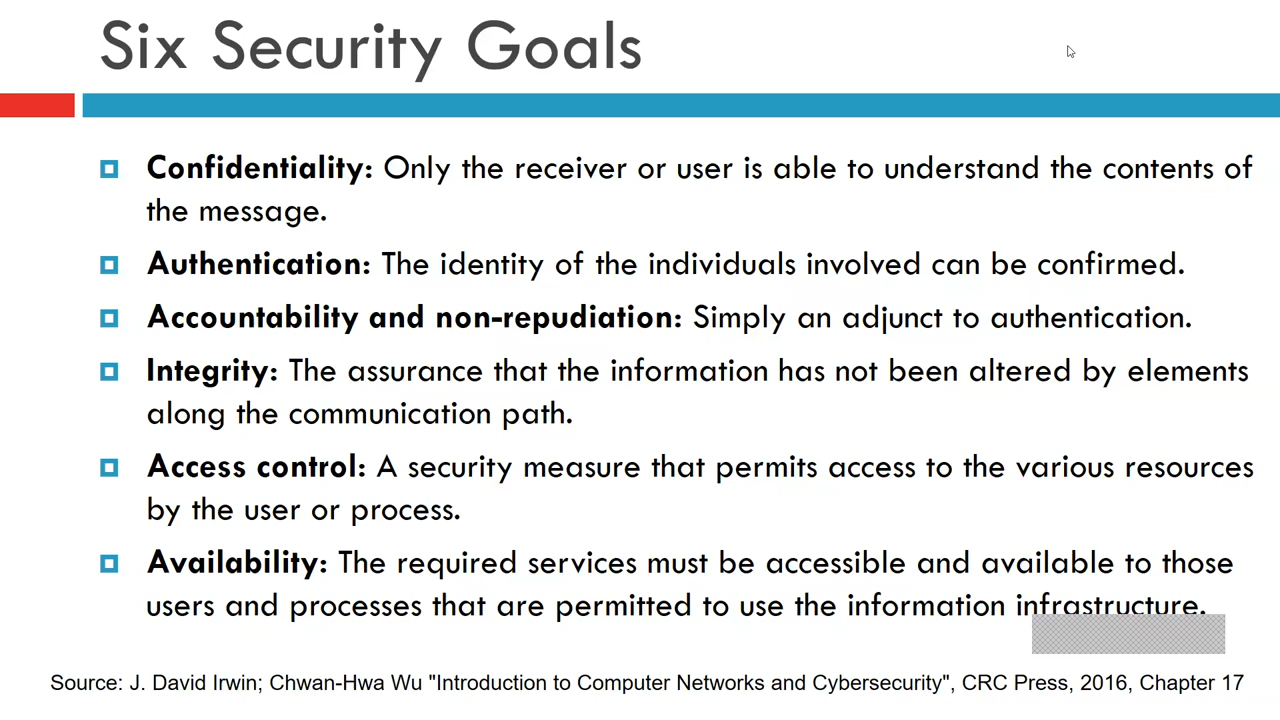 Six Security Goals
Confidentiality: Only the receiver or user is able to understand the contents of
the message.
Authentication: The identity of the individuals involved can be confirmed.
Accountability and non-repudiation: Simply an adjunct to authentication.
Integrity: The assurance that the information has not been altered by elements
along the communication path.
Access control: A security measure that permits access to the various resources
by the user or process.
Availability: The required services must be accessible and available to those
users and processes that are permitted to use the information infrastructure.
Source: J. David Irwin; Chwan-Hwa Wu "Introduction to Computer Networks and Cybersecurity", CRC Press, 2016, Chapter 17